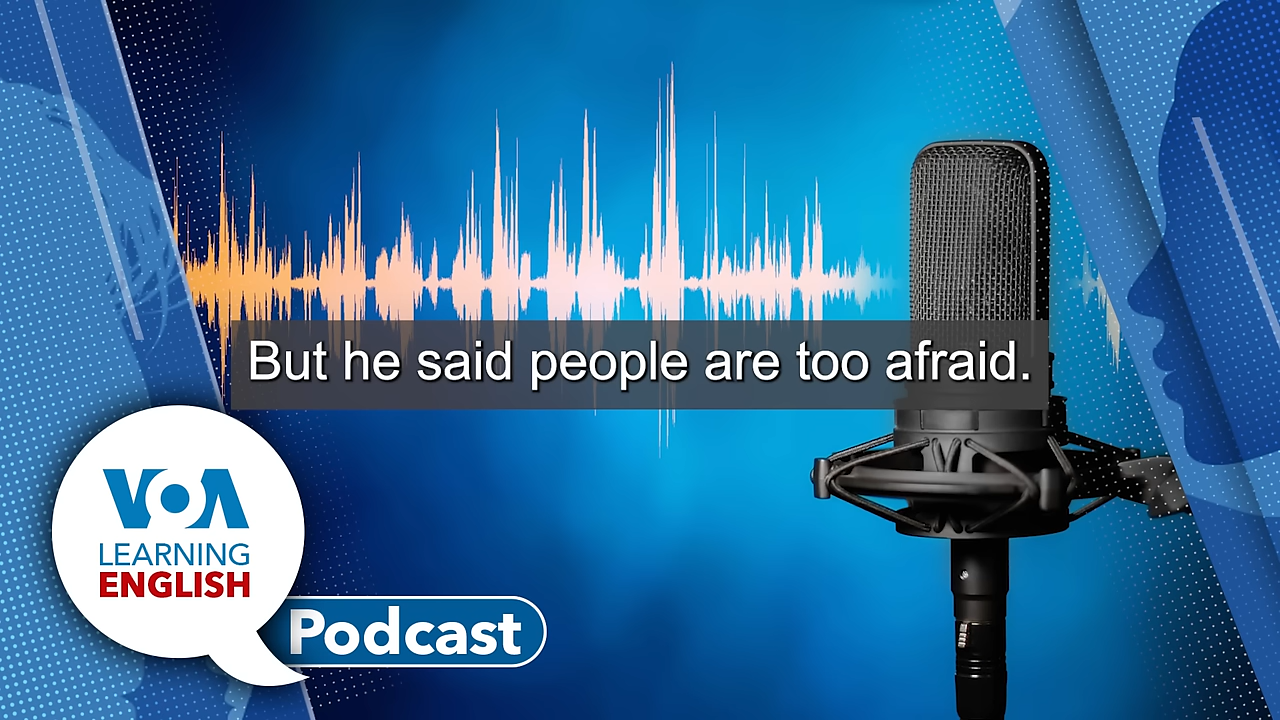 But he said people are too afraid.
VOA
LEARNING
ENGLISH
Podcast